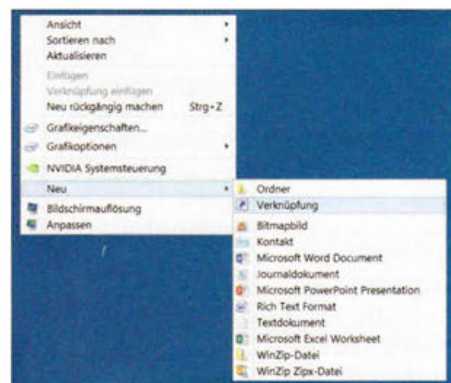 Ansicht
Sortieren nach
Aktualisieren
Einfügen
Verknüpfung einfügen
Neu rückgängig machen Strg+Z
Grafikeigenschaften...
Grafikoptionen
NVIDIA Systemsteuerung
Neu
Bildschirmauflösung
Anpassen
Ordner
Verknüpfung
Bitmapbild
Kontakt
Microsoft Word Document
Journaldokument
Microsoft PowerPoint Presentation
Rich Text Format
Textdokument
Microsoft Excel Worksheet
WinZip-Datei
WinZip Zipx-Datei